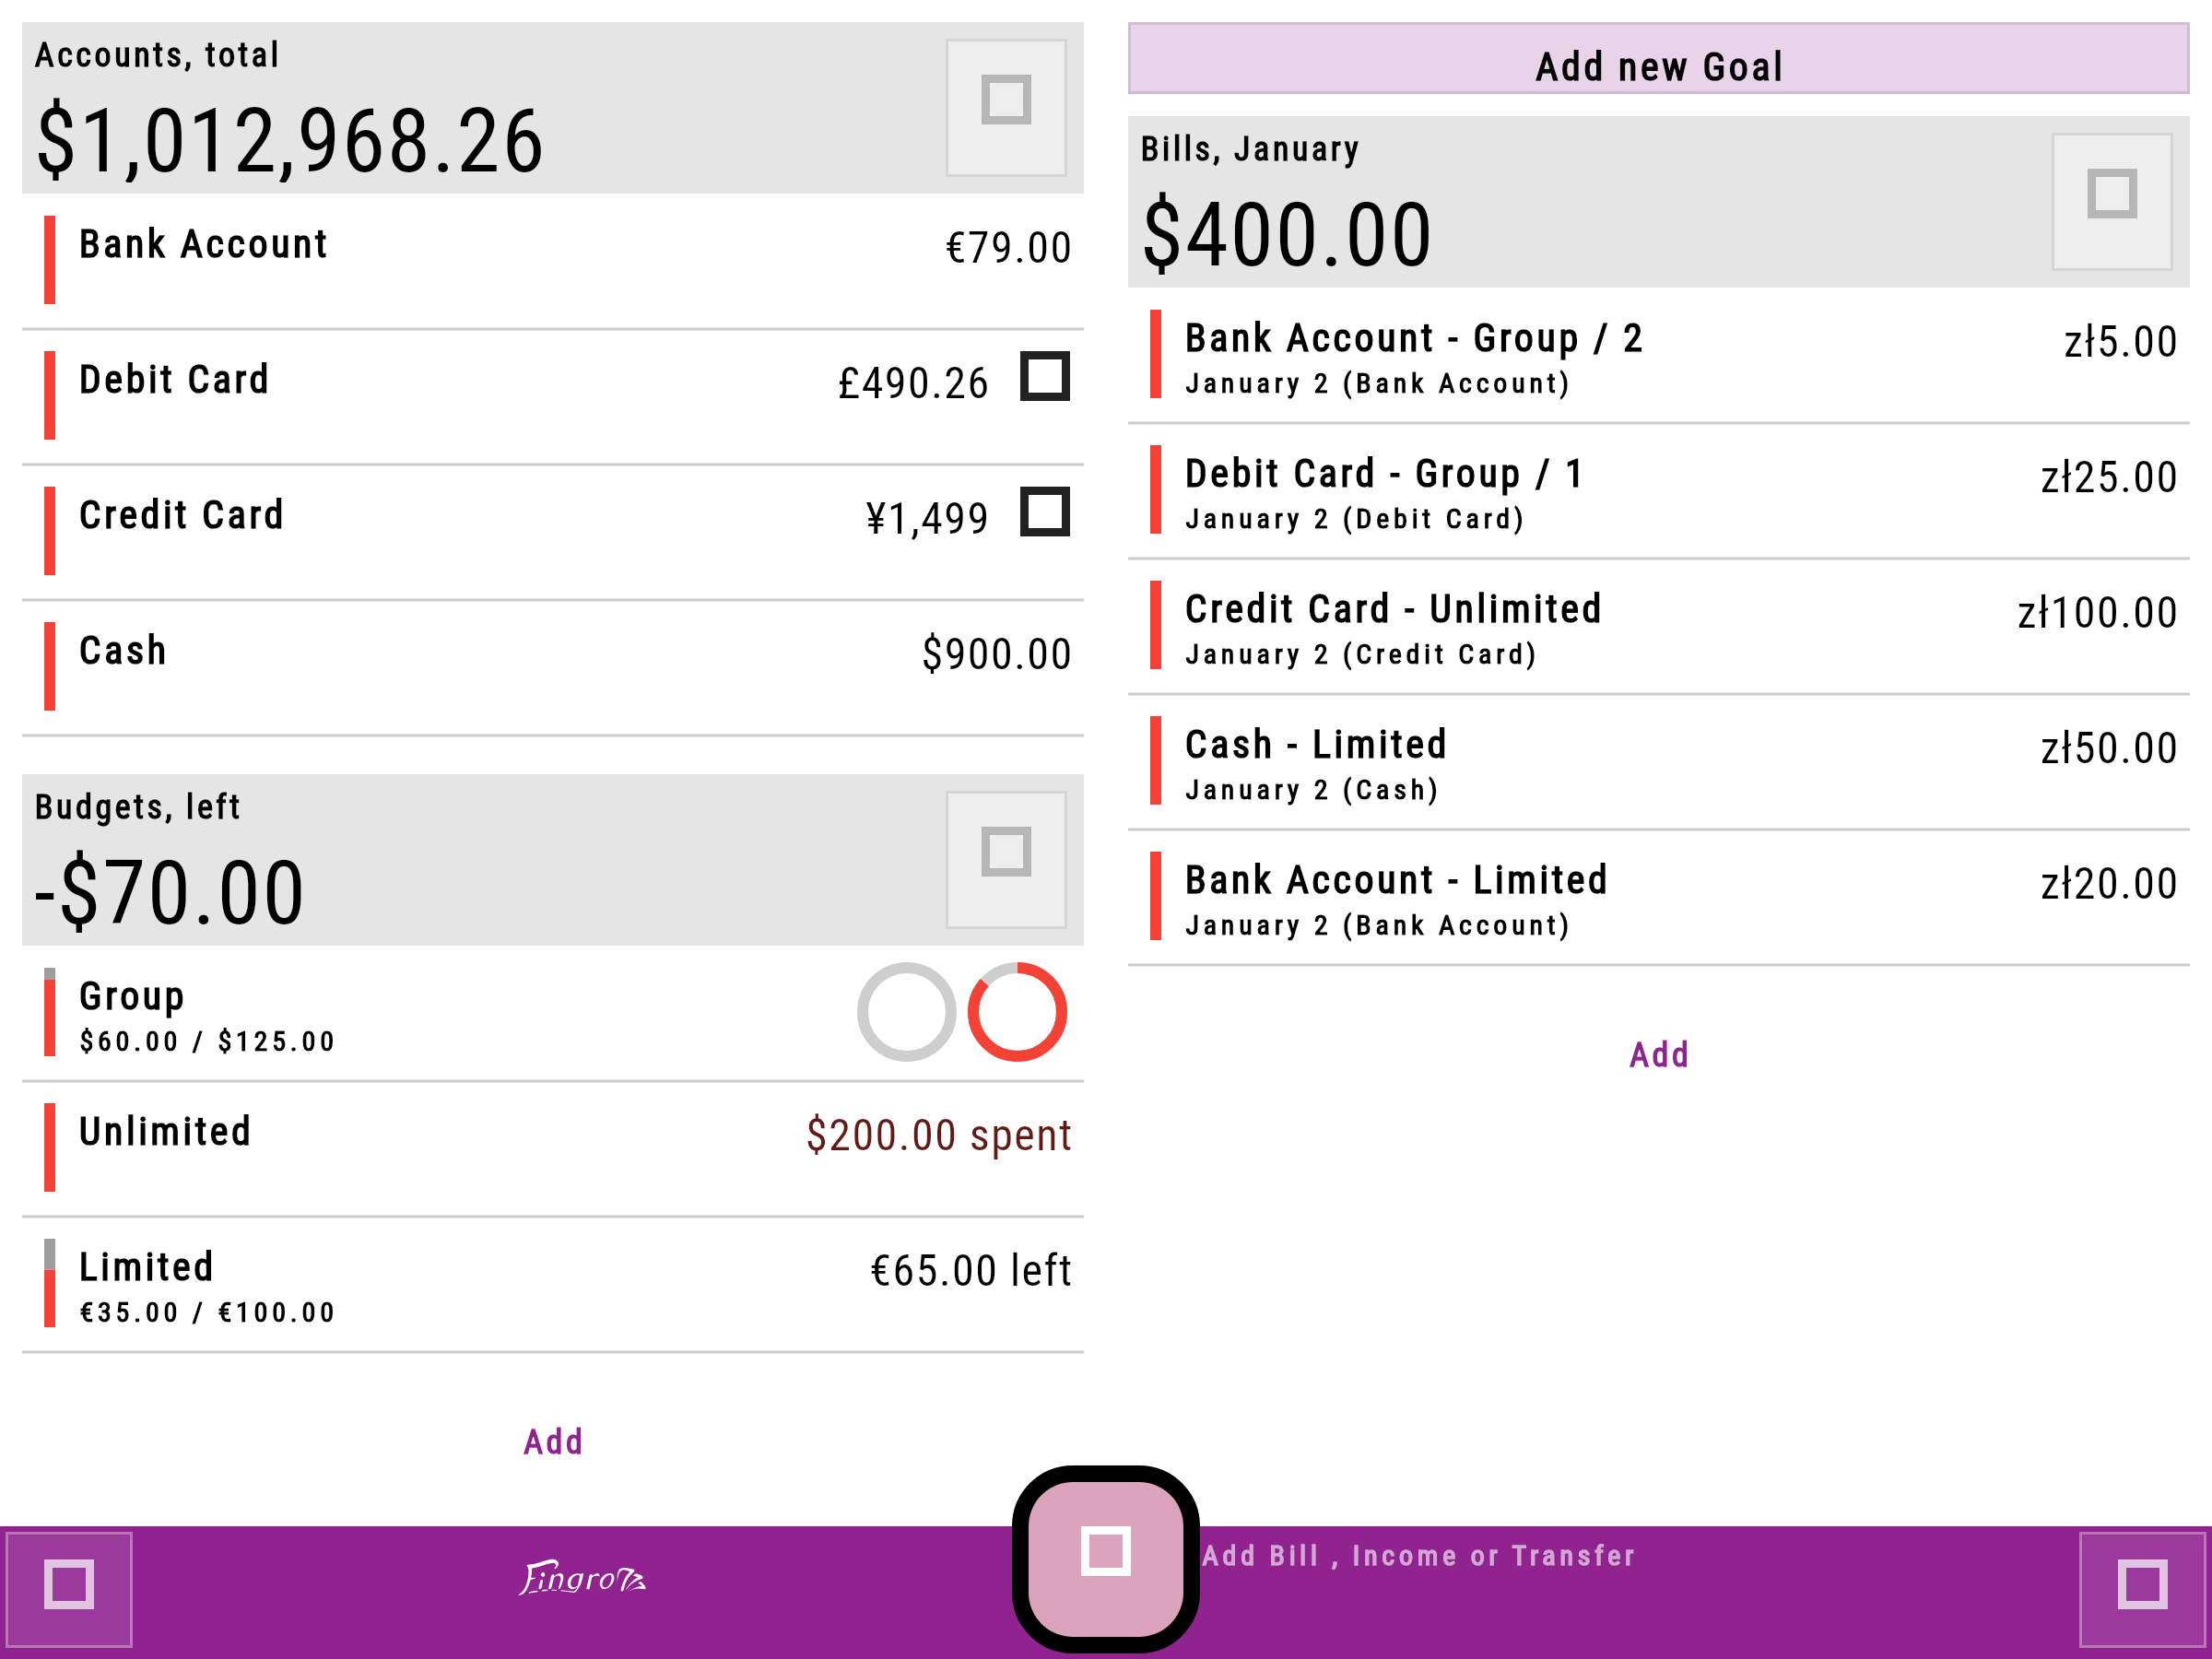 Accounts, total
$1,012,968.26
Bank Account
€79.00
Debit Card
£490.26
Credit Card
¥1,499
Cash
$900.00
Budgets, left
-$70.00
Group
$60.00 / $125.00
Unlimited
$200.00 spent
Limited
€65.00 left
€35.00 / €100.00
Add
Add new Goal
Bills, January
$400.00
Bank Account - Group / 2
zł5.00
January 2 (Bank Account)
Debit Card - Group / 1
zł25.00
January 2 (Debit Card)
Credit Card - Unlimited
zł100.00
January 2 (Credit Card)
Cash - Limited
zł50.00
January 2 (Cash)
Bank Account - Limited
zł20.00
January 2 (Bank Account)
Add
Fingro
Add Bill , Income or Transfer